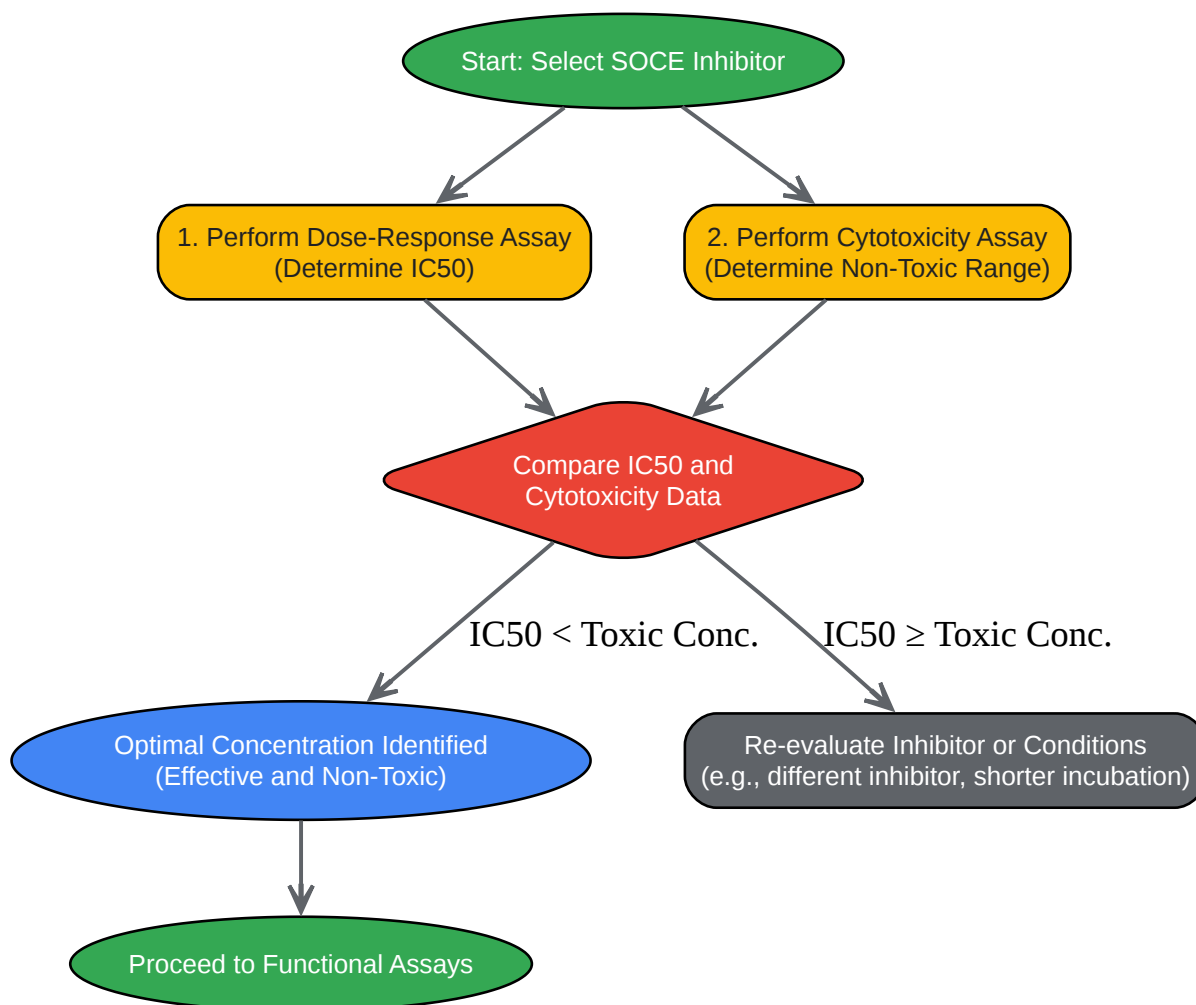 Start: Select SOCE Inhibitor
1. Perform Dose-Response Assay
(Determine IC50)
2. Perform Cytotoxicity Assay
(Determine Non-Toxic Range)
Compare IC50 and
Cytotoxicity Data
IC50 < Toxic Conc.
IC50 ≥ Toxic Conc.
Optimal Concentration Identified
(Effective and Non-Toxic)
Re-evaluate Inhibitor or Conditions
(e.g., different inhibitor, shorter incubation)
Proceed to Functional Assays